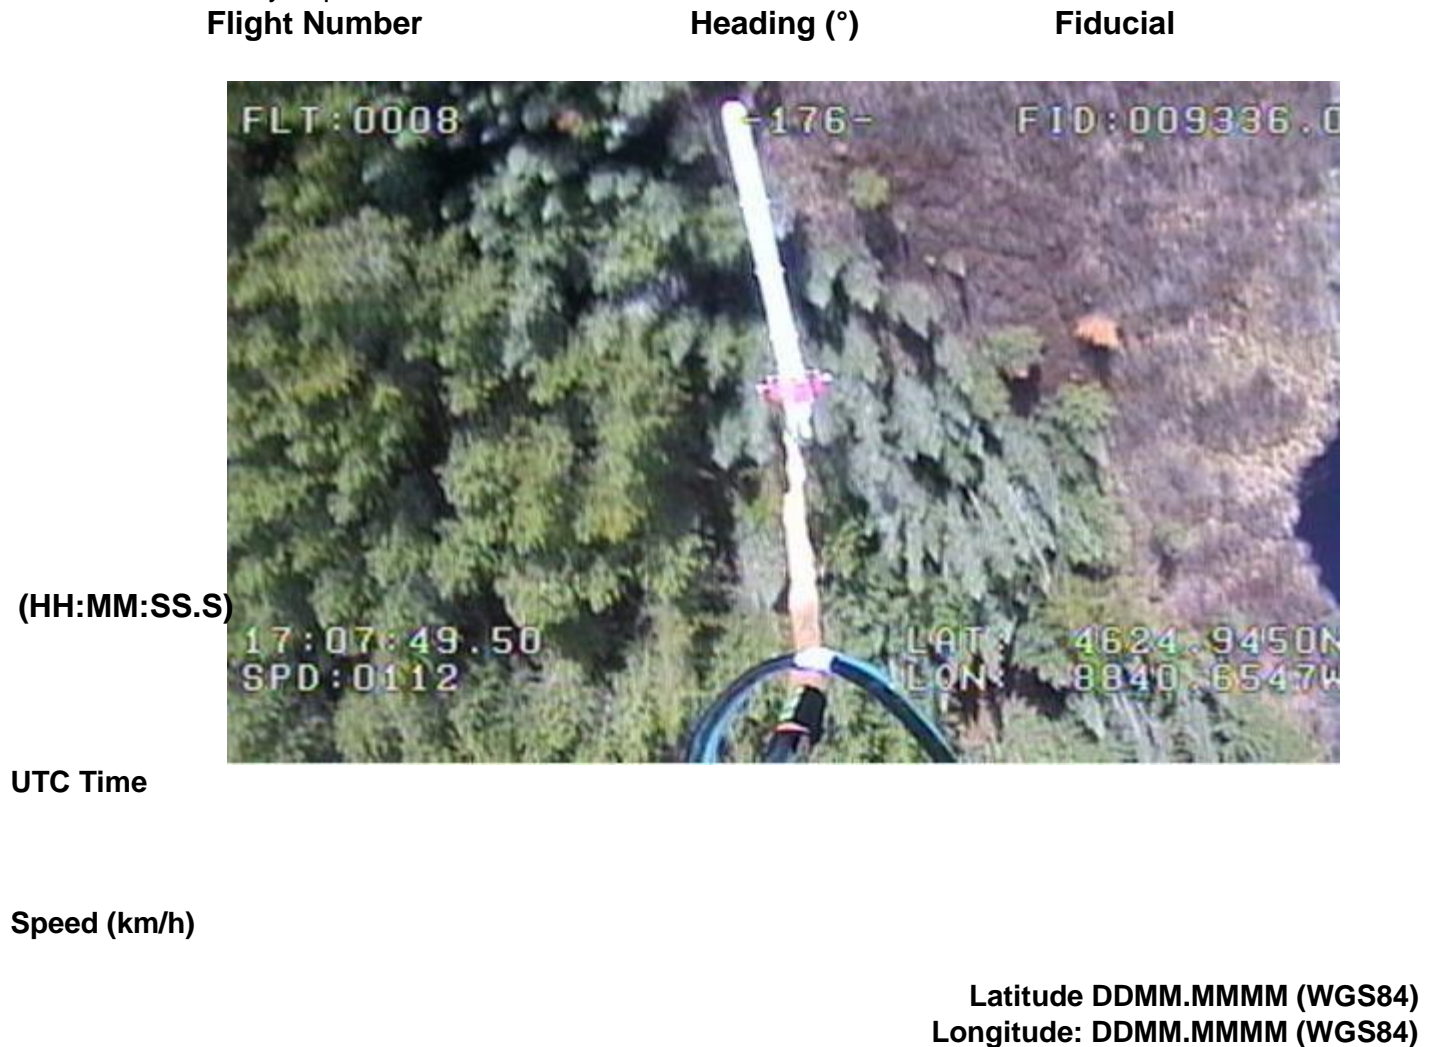 Flight Number Heading (°) Fiducial
FLT:0008 -176- FID:009336.0
(HH:MM:SS.S)
17:07:49.50 LAT: 4624.9450N
SPD:0112 LON: 8840.6547W
UTC Time
Speed (km/h)
Latitude DDMM.MMMM (WGS84)
Longitude: DDMM.MMMM (WGS84)